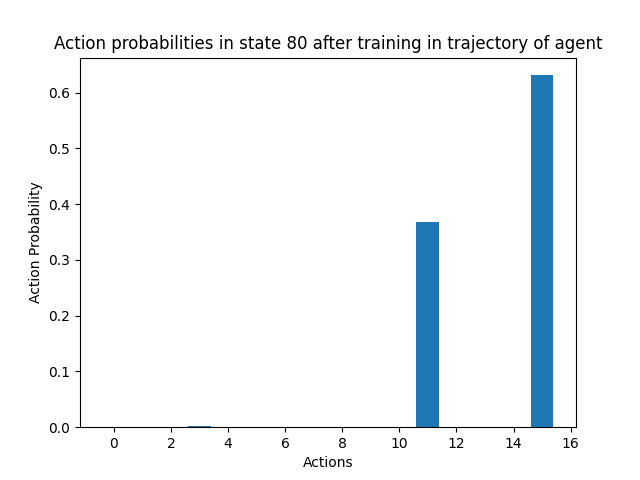 Action probabilities in state 80 after training in trajectory of agent
0.6
0.5
0.4
0.3
0.2
0.1
0.0
Action Probability
0 2 4 6 8 10 12 14 16
Actions